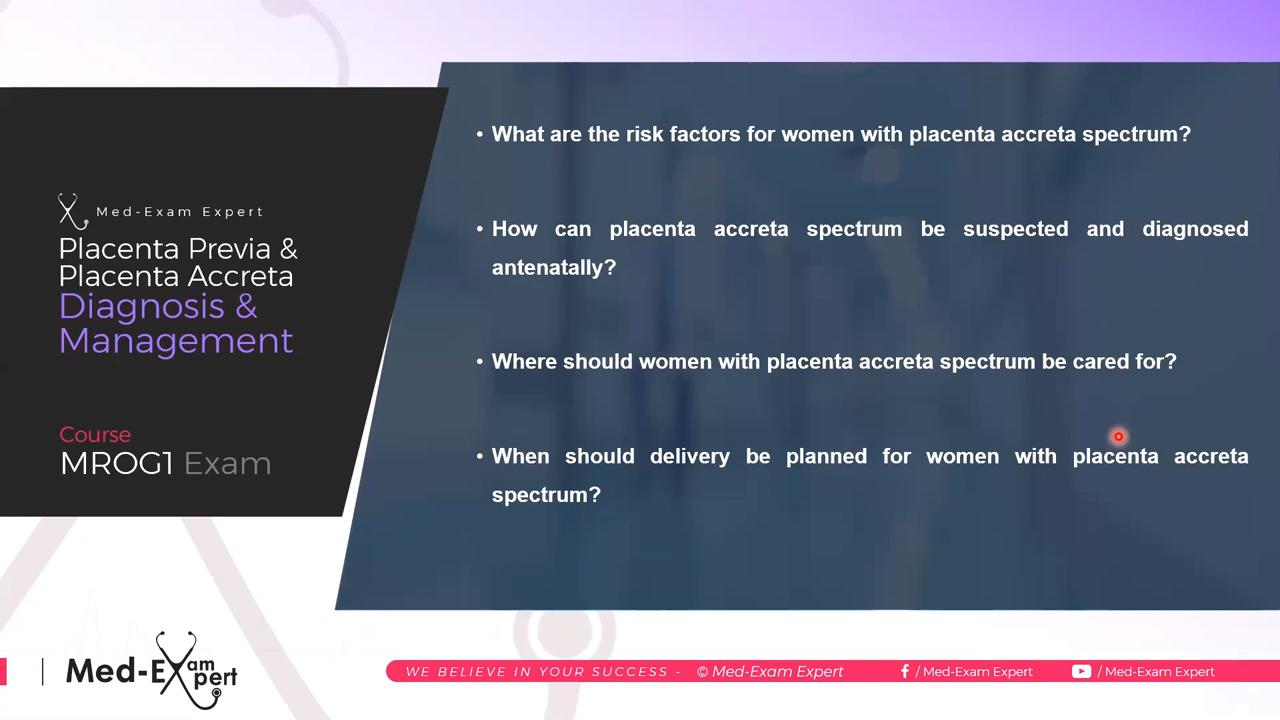 Med-Exam Expert
Placenta Previa &
Placenta Accreta
Diagnosis &
Management
Course
MROG1 Exam
• What are the risk factors for women with placenta accreta spectrum?
• How can placenta accreta spectrum be suspected and diagnosed
antenatally?
• Where should women with placenta accreta spectrum be cared for?
• When should delivery be planned for women with placenta accreta
spectrum?
Med-Exam Expert
WE BELIEVE IN YOUR SUCCESS - © Med-Exam Expert f / Med-Exam Expert / Med-Exam Expert